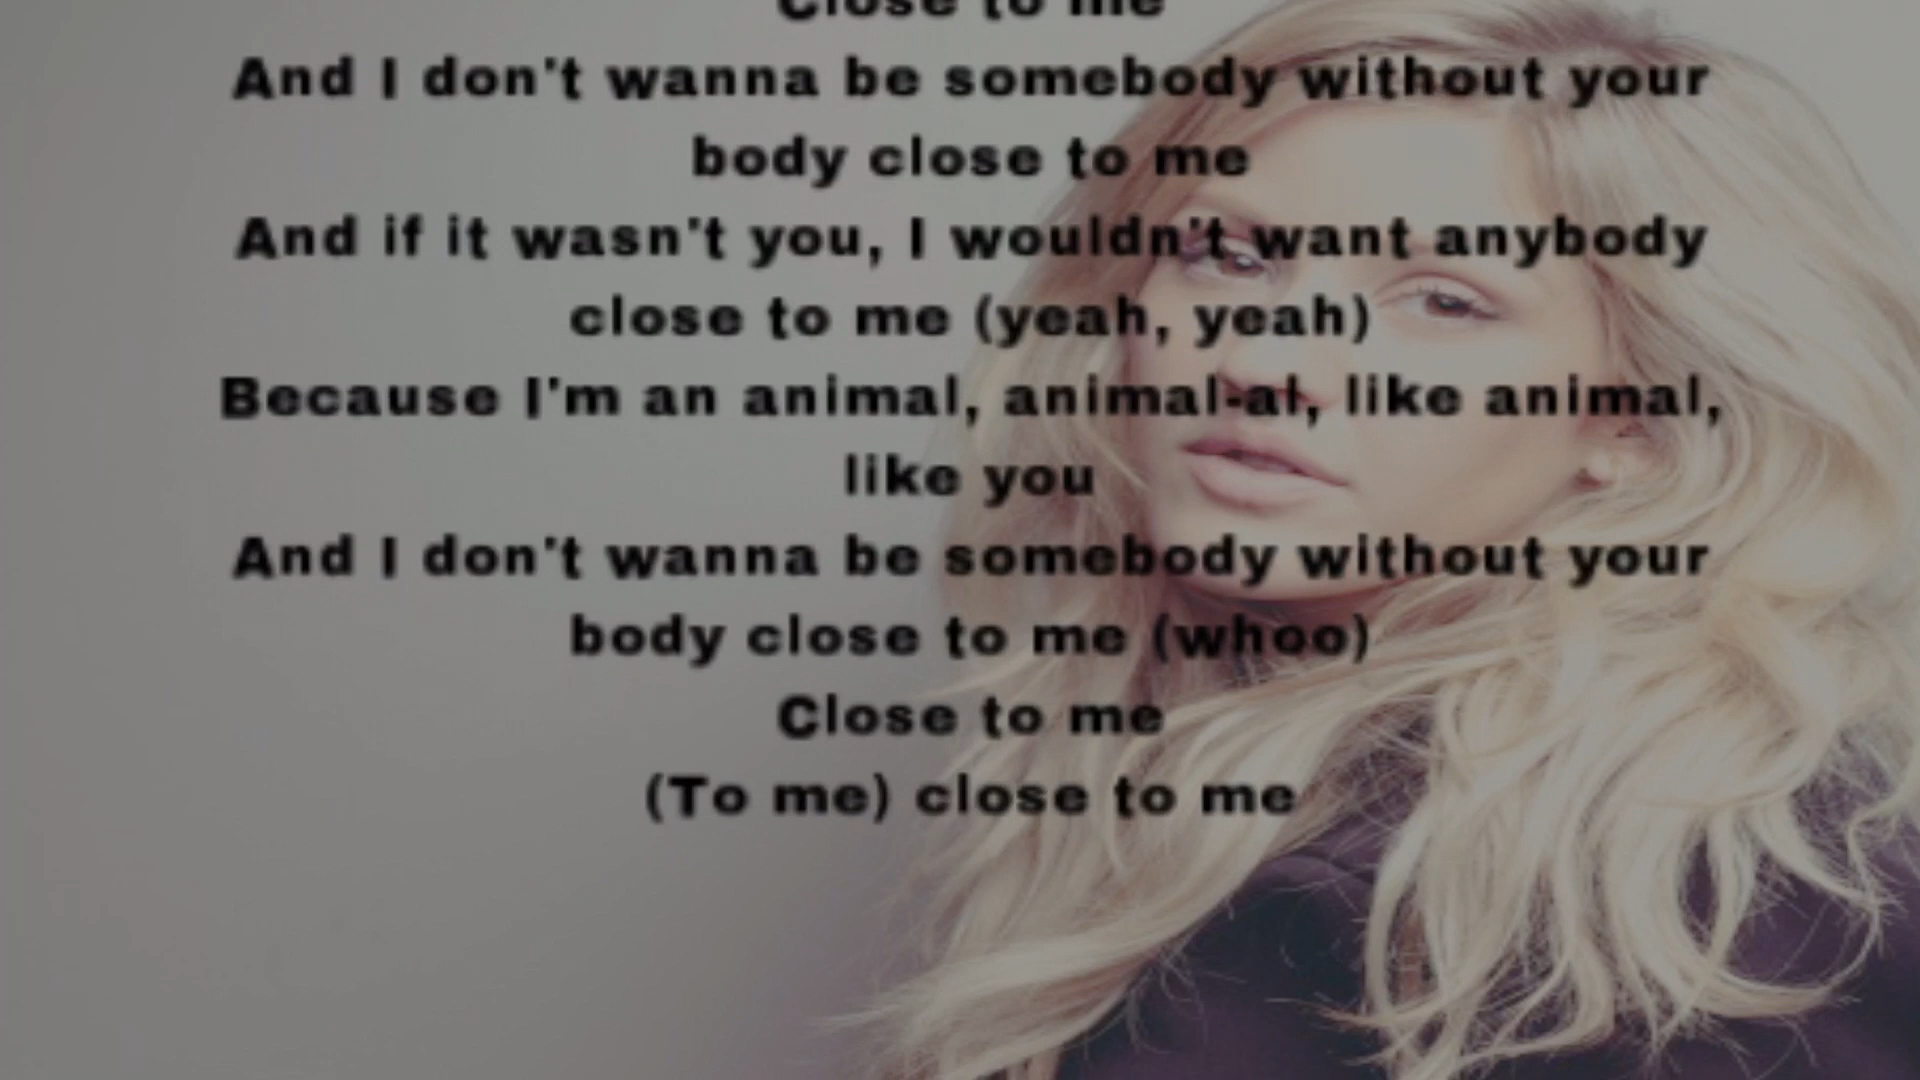 Close to me
And I don't wanna be somebody without your
body close to me
And if it wasn't you, I wouldn't want anybody
close to me (yeah, yeah)
Because I'm an animal, animal-al, like animal,
like you
And I don't wanna be somebody without your
body close to me (whoo)
Close to me
(To me) close to me